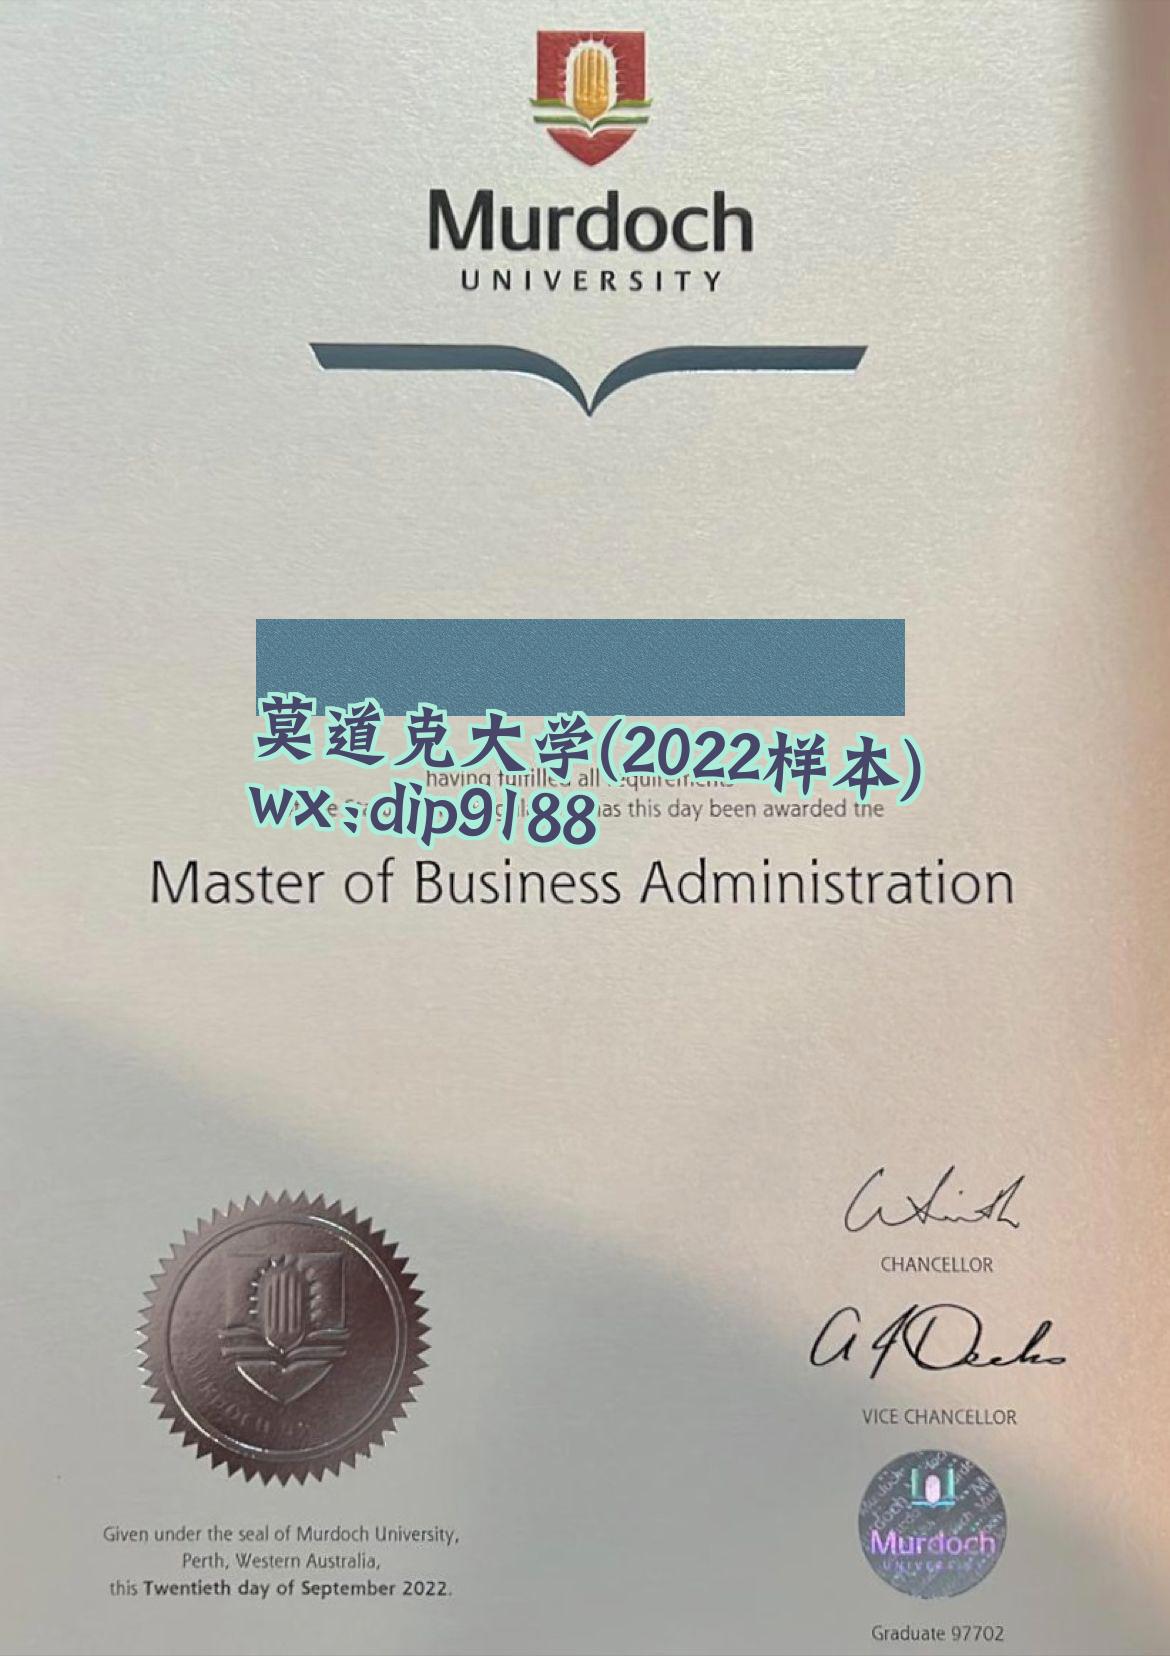 Murdoch
UNIVERSITY
莫道克大学(2022样本)
having fulfilled all requirements
wx:dip9188
has this day been awarded the
Master of Business Administration
CHANCELLOR
VICE CHANCELLOR
Murdoch
UNIVERSITY
Given under the seal of Murdoch University,
Perth, Western Australia,
this Twentieth day of September 2022.
Graduate 97702